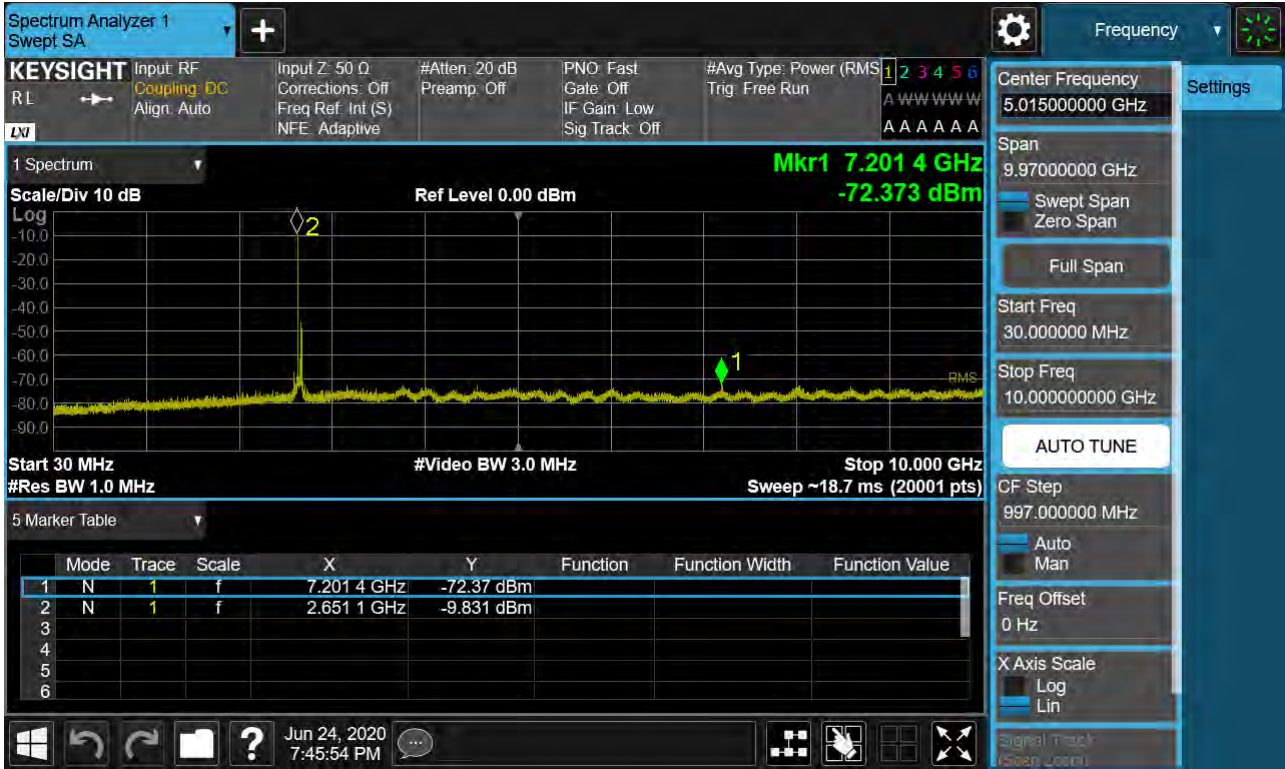 Spectrum Analyzer 1
Swept SA
+
Frequency
KEYSIGHT
RL
LXI
Input: RF
Coupling: DC
Align: Auto
Input Z: 50 Ω
Corrections: Off
Freq Ref: Int (S)
NFE: Adaptive
#Atten: 20 dB
Preamp: Off
PNO: Fast
Gate: Off
IF Gain: Low
Sig Track: Off
#Avg Type: Power (RMS
Trig: Free Run
1 2 3 4 5 6
A W W W W W
A A A A A A
1 Spectrum
Scale/Div 10 dB
Ref Level 0.00 dBm
Mkr1 7.201 4 GHz
-72.373 dBm
Log
-10.0
-20.0
-30.0
-40.0
-50.0
-60.0
-70.0
-80.0
-90.0
2
1
RMS
Start 30 MHz
#Video BW 3.0 MHz
Stop 10.000 GHz
#Res BW 1.0 MHz
Sweep ~18.7 ms (20001 pts)
5 Marker Table
Mode Trace Scale X Y Function Function Width Function Value
1 N 1 f 7.201 4 GHz -72.37 dBm
2 N 1 f 2.651 1 GHz -9.831 dBm
3
4
5
6
Jun 24, 2020
7:45:54 PM
?
Center Frequency
5.015000000 GHz
Span
9.97000000 GHz
Swept Span
Zero Span
Full Span
Start Freq
30.000000 MHz
Stop Freq
10.000000000 GHz
AUTO TUNE
CF Step
997.000000 MHz
Auto
Man
Freq Offset
0 Hz
X Axis Scale
Log
Lin
Signal Track
(Span Zoom)
Settings